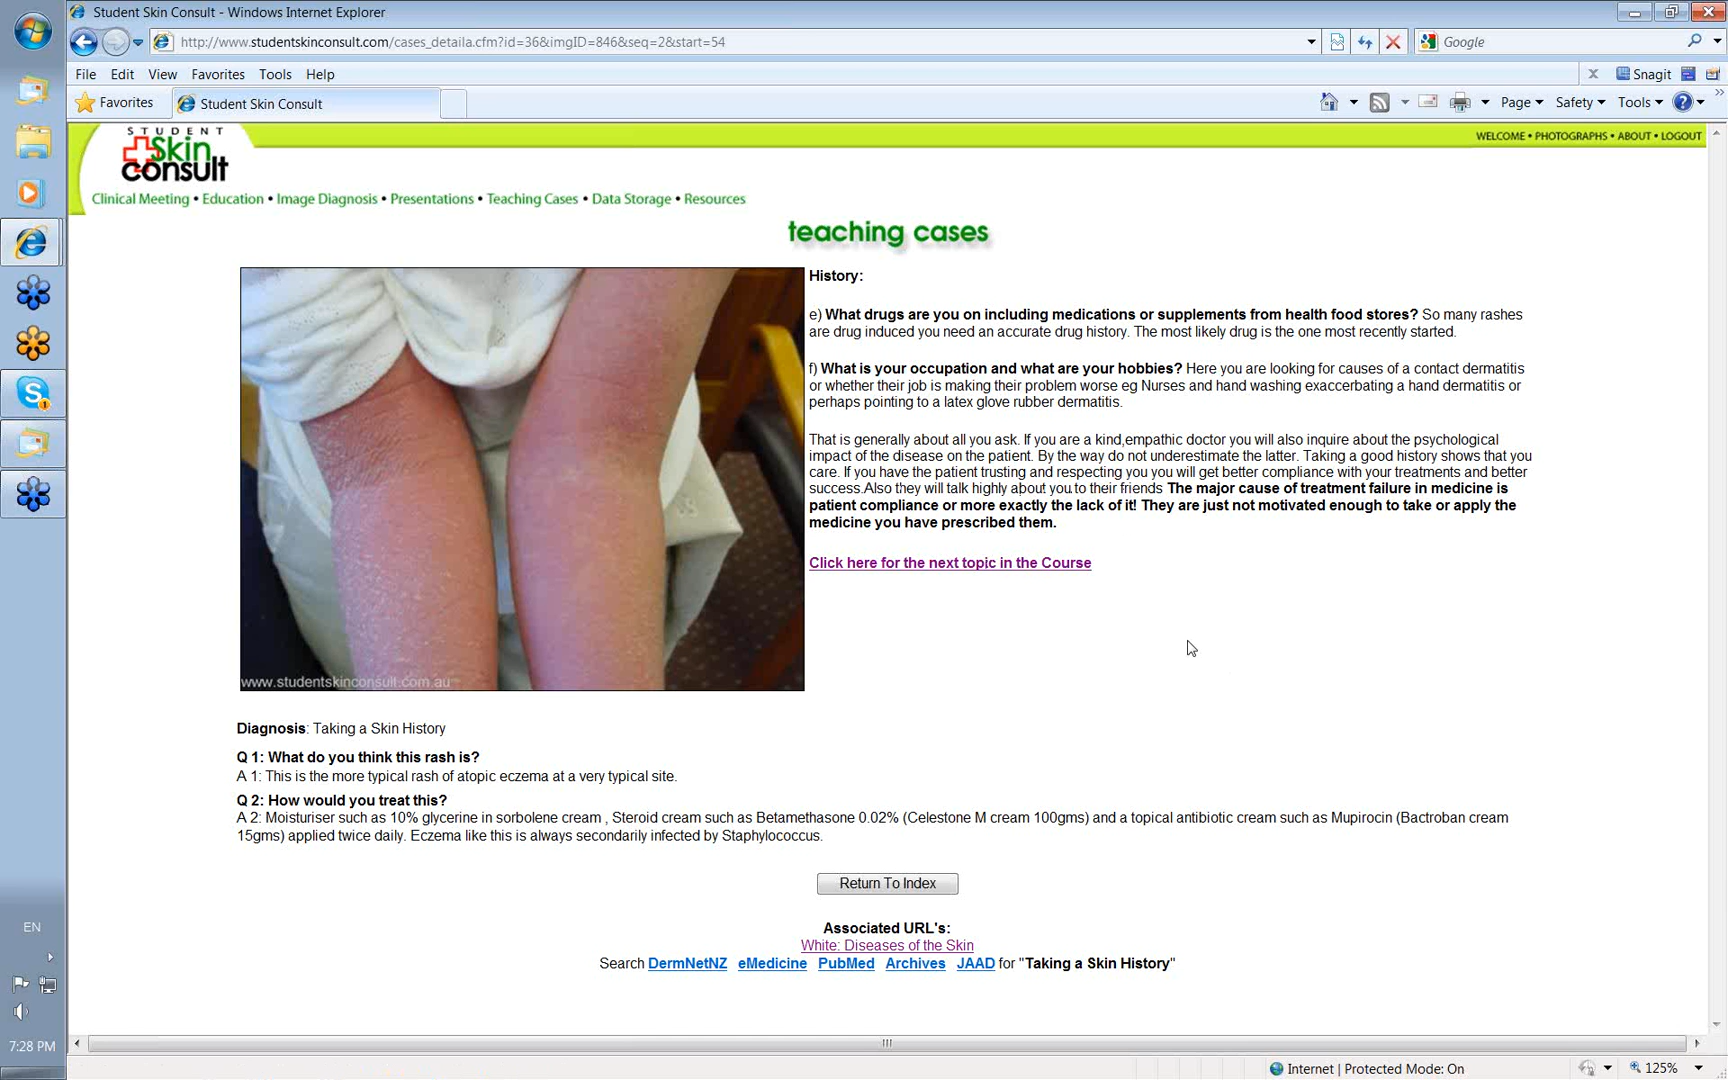 Student Skin Consult - Windows Internet Explorer
http://www.studentskinconsult.com/cases_detaila.cfm?id=36&imgID=846&seq=2&start=54
Google
File Edit View Favorites Tools Help
Snagit
Favorites
Student Skin Consult
Page Safety Tools
STUDENT
Skin
consult
WELCOME • PHOTOGRAPHS • ABOUT • LOGOUT
Clinical Meeting • Education • Image Diagnosis • Presentations • Teaching Cases • Data Storage • Resources
teaching cases
History:
e) What drugs are you on including medications or supplements from health food stores? So many rashes
are drug induced you need an accurate drug history. The most likely drug is the one most recently started.
f) What is your occupation and what are your hobbies? Here you are looking for causes of a contact dermatitis
or whether their job is making their problem worse eg Nurses and hand washing exaccerbating a hand dermatitis or
perhaps pointing to a latex glove rubber dermatitis.
That is generally about all you ask. If you are a kind,empathic doctor you will also inquire about the psychological
impact of the disease on the patient. By the way do not underestimate the latter. Taking a good history shows that you
care. If you have the patient trusting and respecting you you will get better compliance with your treatments and better
success.Also they will talk highly about you.to their friends The major cause of treatment failure in medicine is
patient compliance or more exactly the lack of it! They are just not motivated enough to take or apply the
medicine you have prescribed them.
Click here for the next topic in the Course
www.studentskinconsult.com.au
Diagnosis: Taking a Skin History
Q 1: What do you think this rash is?
A 1: This is the more typical rash of atopic eczema at a very typical site.
Q 2: How would you treat this?
A 2: Moisturiser such as 10% glycerine in sorbolene cream , Steroid cream such as Betamethasone 0.02% (Celestone M cream 100gms) and a topical antibiotic cream such as Mupirocin (Bactroban cream
15gms) applied twice daily. Eczema like this is always secondarily infected by Staphylococcus.
Return To Index
Associated URL's:
White: Diseases of the Skin
Search DermNetNZ eMedicine PubMed Archives JAAD for "Taking a Skin History"
EN
7:28 PM
Internet | Protected Mode: On
125%